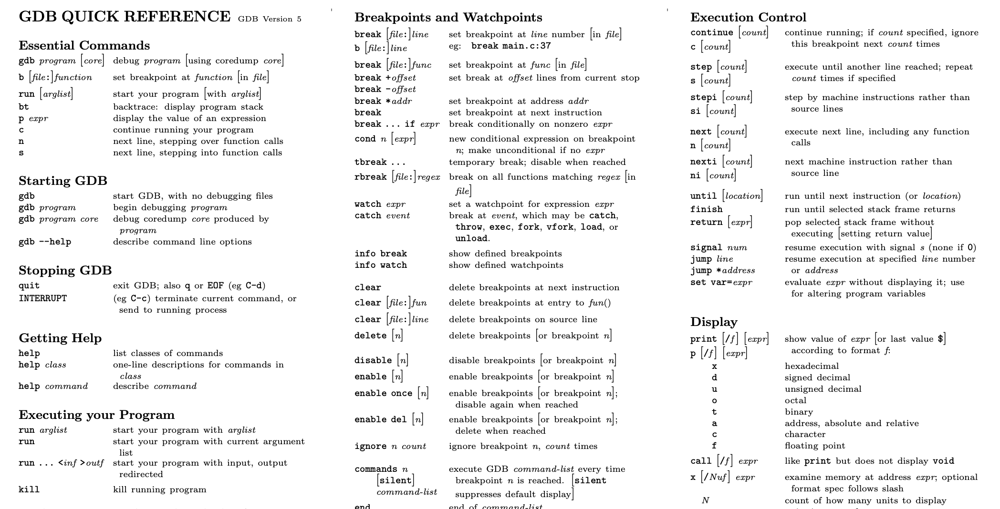 GDB QUICK REFERENCE GDB Version 5
Essential Commands
gdb program [core] debug program [using coredump core]
b [file:]function set breakpoint at function [in file]
run [arglist] start your program [with arglist]
bt backtrace: display program stack
p expr display the value of an expression
c continue running your program
n next line, stepping over function calls
s next line, stepping into function calls
Starting GDB
gdb start GDB, with no debugging files
gdb program begin debugging program
gdb program core debug coredump core produced by
program
gdb --help describe command line options
Stopping GDB
quit exit GDB; also q or EOF (eg C-d)
INTERRUPT (eg C-c) terminate current command, or
send to running process
Getting Help
help list classes of commands
help class one-line descriptions for commands in
class
help command describe command
Executing your Program
run arglist start your program with arglist
run start your program with current argument
list
run ... <inf >outf start your program with input, output
redirected
kill kill running program
Breakpoints and Watchpoints
break [file:]line set breakpoint at line number [in file]
b [file:]line eg: break main.c:37
break [file:]func set breakpoint at func [in file]
break +offset set break at offset lines from current stop
break -offset
break *addr set breakpoint at address addr
break set breakpoint at next instruction
break ... if expr break conditionally on nonzero expr
cond n [expr] new conditional expression on breakpoint
n; make unconditional if no expr
tbreak ... temporary break; disable when reached
rbreak [file:]regex break on all functions matching regex [in
file]
watch expr set a watchpoint for expression expr
catch event break at event, which may be catch,
throw, exec, fork, vfork, load, or
unload.
info break show defined breakpoints
info watch show defined watchpoints
clear delete breakpoints at next instruction
clear [file:]fun delete breakpoints at entry to fun()
clear [file:]line delete breakpoints on source line
delete [n] delete breakpoints [or breakpoint n]
disable [n] disable breakpoints [or breakpoint n]
enable [n] enable breakpoints [or breakpoint n]
enable once [n] enable breakpoints [or breakpoint n];
disable again when reached
enable del [n] enable breakpoints [or breakpoint n];
delete when reached
ignore n count ignore breakpoint n, count times
commands n execute GDB command-list every time
[silent] breakpoint n is reached. [silent
command-list suppresses default display]
end end of command-list
Execution Control
continue [count] continue running; if count specified, ignore
c [count] this breakpoint next count times
step [count] execute until another line reached; repeat
s [count] count times if specified
stepi [count] step by machine instructions rather than
si [count] source lines
next [count] execute next line, including any function
n [count] calls
nexti [count] next machine instruction rather than
ni [count] source line
until [location] run until next instruction (or location)
finish run until selected stack frame returns
return [expr] pop selected stack frame without
executing [setting return value]
signal num resume execution with signal s (none if 0)
jump line resume execution at specified line number
jump *address or address
set var=expr evaluate expr without displaying it; use
for altering program variables
Display
print [/f] [expr] show value of expr [or last value $]
p [/f] [expr] according to format f:
x hexadecimal
d signed decimal
u unsigned decimal
o octal
t binary
a address, absolute and relative
c character
f floating point
call [/f] expr like print but does not display void
x [/Nuf] expr examine memory at address expr; optional
format spec follows slash
N count of how many units to display